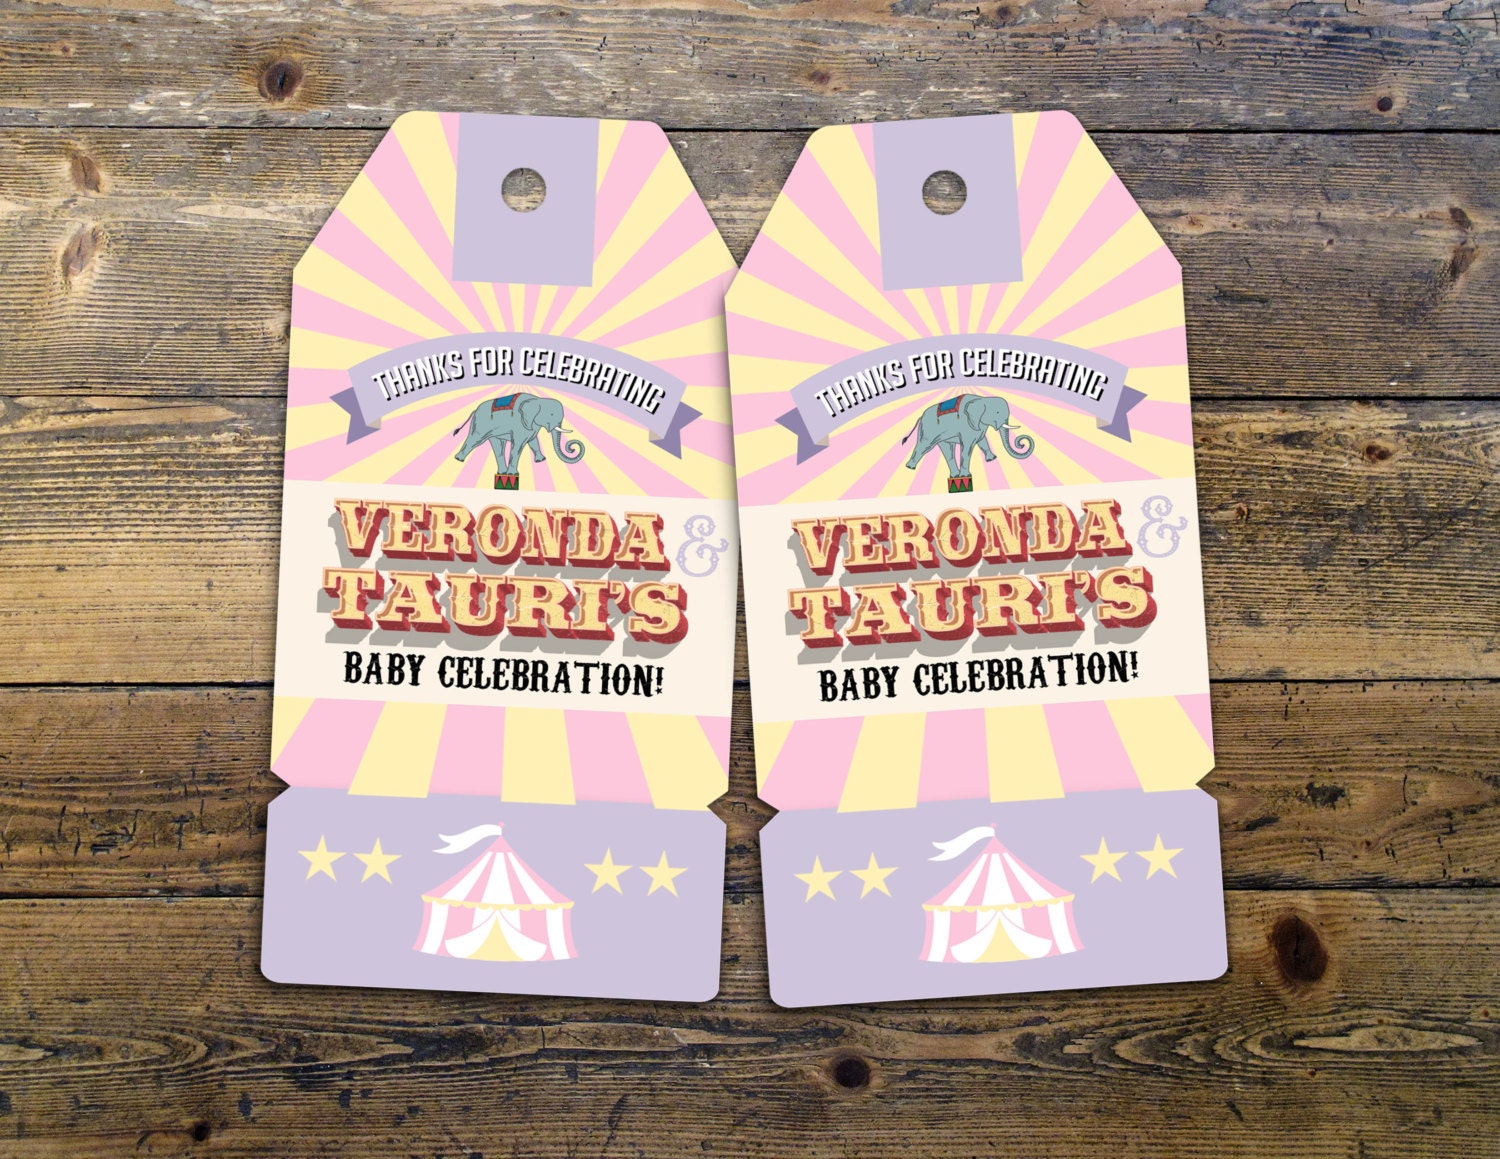 THANKS FOR CELEBRATING
VERONDA &
TAURI'S
BABY CELEBRATION!
THANKS FOR CELEBRATING
VERONDA &
TAURI'S
BABY CELEBRATION!